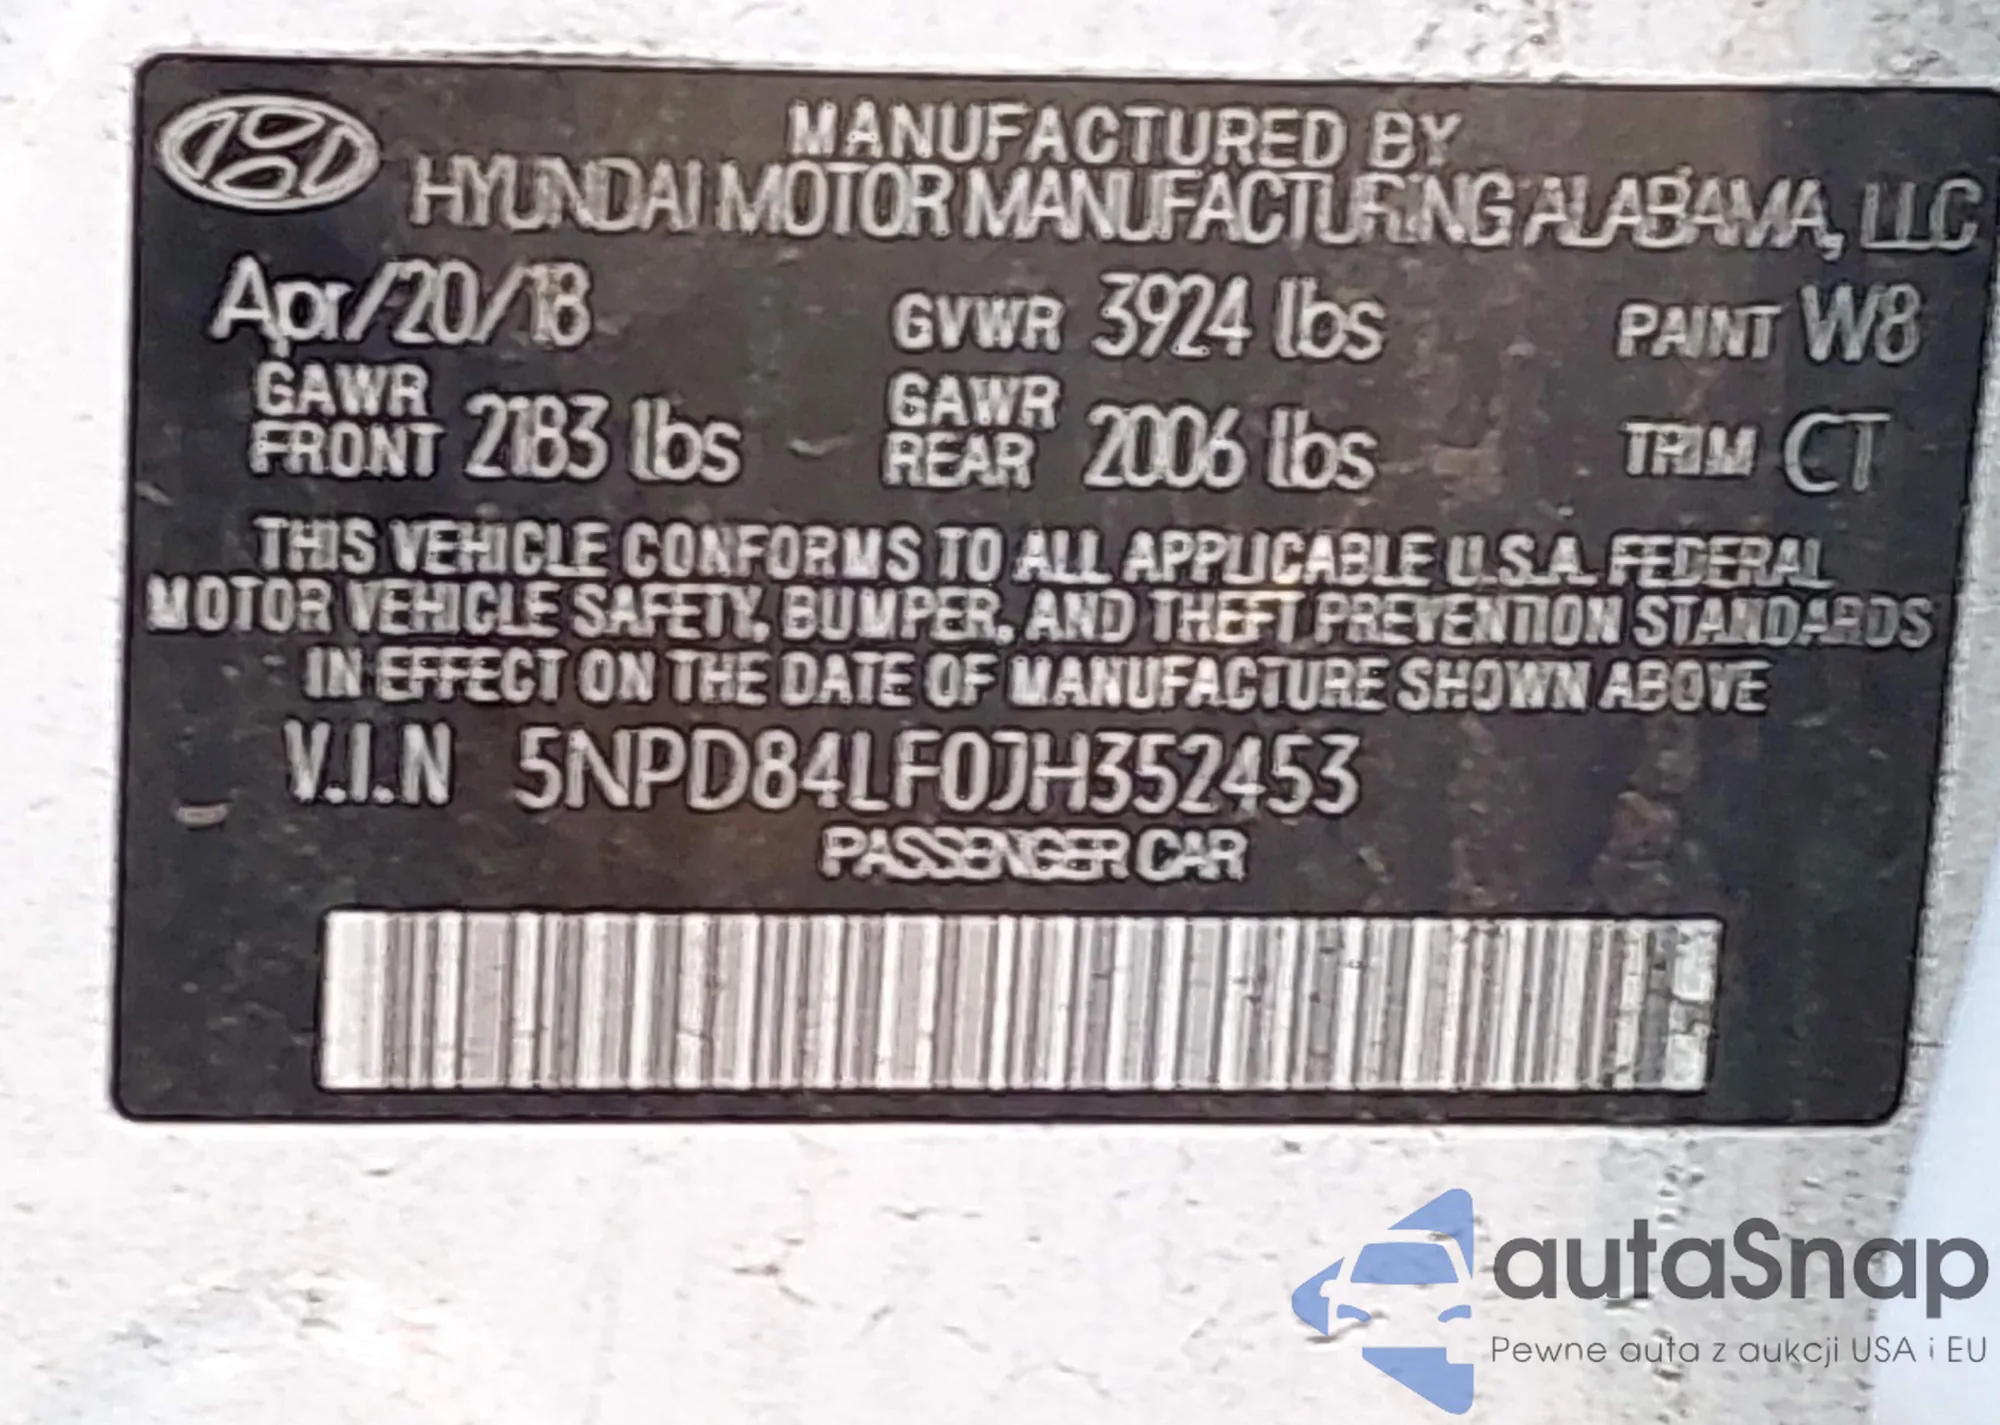 MANUFACTURED BY
HYUNDAI MOTOR MANUFACTURING ALABAMA, LLC
Apr/20/18 GVWR 3924 lbs PAINT W8
GAWR FRONT 2183 lbs GAWR REAR 2006 lbs TRIM CT
THIS VEHICLE CONFORMS TO ALL APPLICABLE U.S.A. FEDERAL
MOTOR VEHICLE SAFETY, BUMPER, AND THEFT PREVENTION STANDARDS
IN EFFECT ON THE DATE OF MANUFACTURE SHOWN ABOVE
V.I.N 5NPD84LF0JH352453
PASSENGER CAR
autaSnap
Pewne auta z aukcji USA i EU